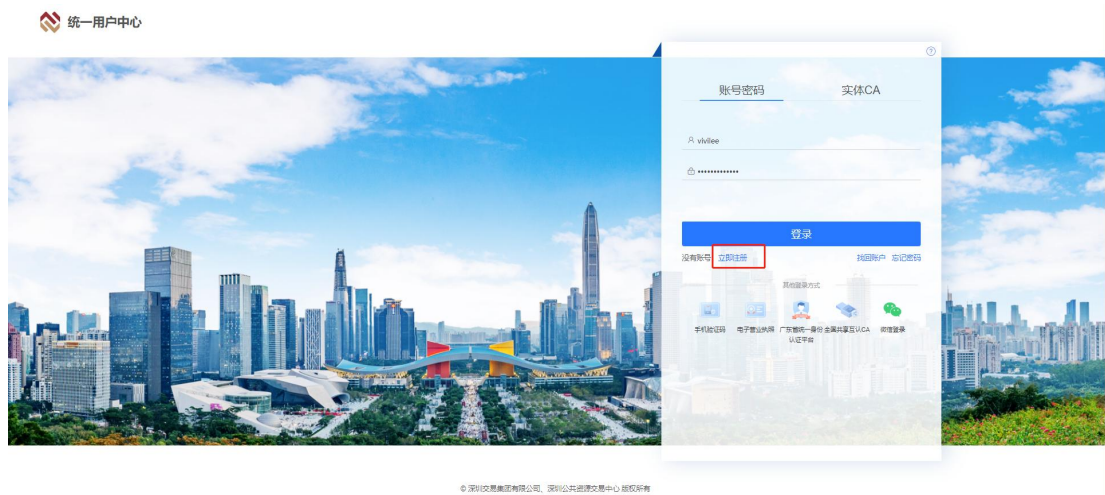 统一用户中心
账号密码 实体CA
vivilee
•••••••••••••
登录
没有账号? 立即注册 找回账户 忘记密码
其他登录方式
手机验证码 电子营业执照 广东省统一身份认证平台 全国共享互认CA 微信登录
© 深圳交易集团有限公司、深圳公共资源交易中心 版权所有